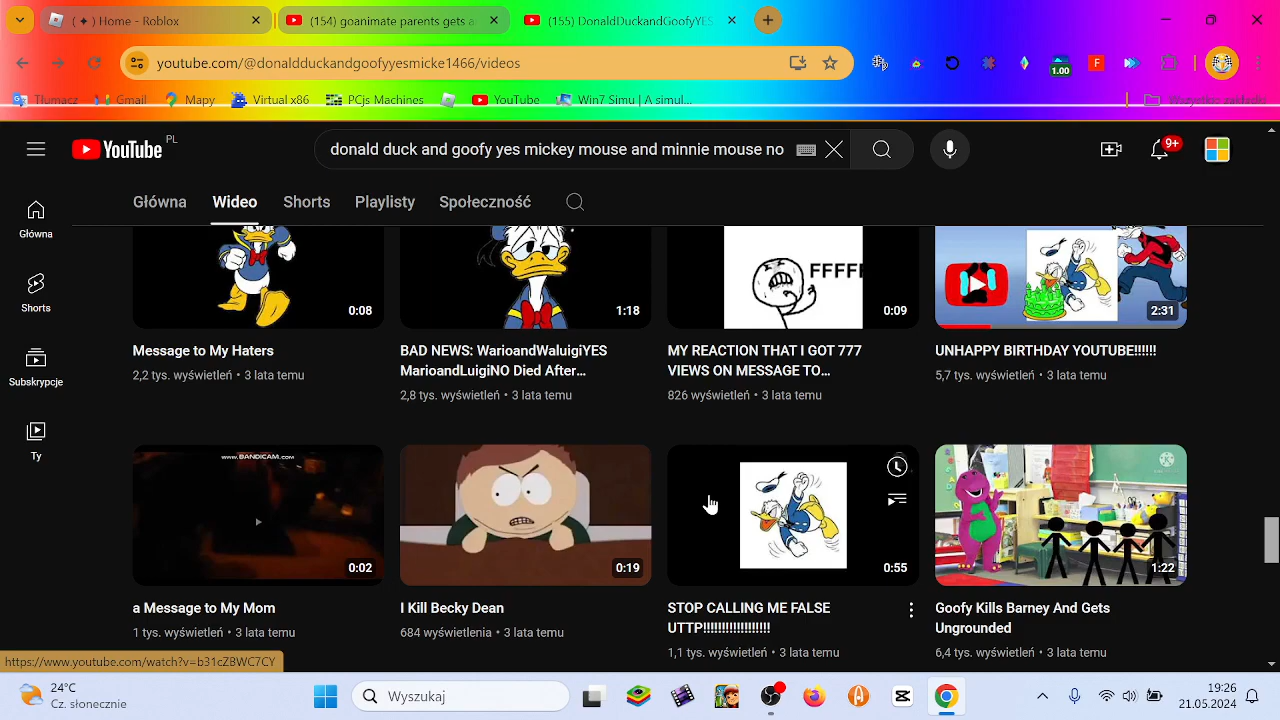 ( ✦ ) Home - Roblox
(154) goanimate parents gets a
(155) DonaldDuckandGoofyYES
youtube.com/@donaldduckandgoofyyesmicke1466/videos
1.00
F
Tłumacz
Gmail
Mapy
Virtual x86
PCjs Machines
YouTube
Win7 Simu | A simul...
Wszystkie zakładki
YouTube PL
donald duck and goofy yes mickey mouse and minnie mouse no
9+
Główna
Wideo
Shorts
Playlisty
Społeczność
Główna
Shorts
Subskrypcje
Ty
0:08
1:18
FFFFF
0:09
2:31
Message to My Haters
2,2 tys. wyświetleń • 3 lata temu
BAD NEWS: WarioandWaluigiYES
MarioandLuigiNO Died After...
2,8 tys. wyświetleń • 3 lata temu
MY REACTION THAT I GOT 777
VIEWS ON MESSAGE TO...
826 wyświetleń • 3 lata temu
UNHAPPY BIRTHDAY YOUTUBE!!!!!!
5,7 tys. wyświetleń • 3 lata temu
WWW.BANDICAM.COM
0:02
0:19
0:55
1:22
a Message to My Mom
1 tys. wyświetleń • 3 lata temu
I Kill Becky Dean
684 wyświetlenia • 3 lata temu
STOP CALLING ME FALSE
UTTP!!!!!!!!!!!!!!!!!!
1,1 tys. wyświetleń • 3 lata temu
Goofy Kills Barney And Gets
Ungrounded
6,4 tys. wyświetleń • 3 lata temu
https://www.youtube.com/watch?v=b31cZBWC7CY
24°C
Cz. słonecznie
Wyszukaj
19:26
21.05.2024